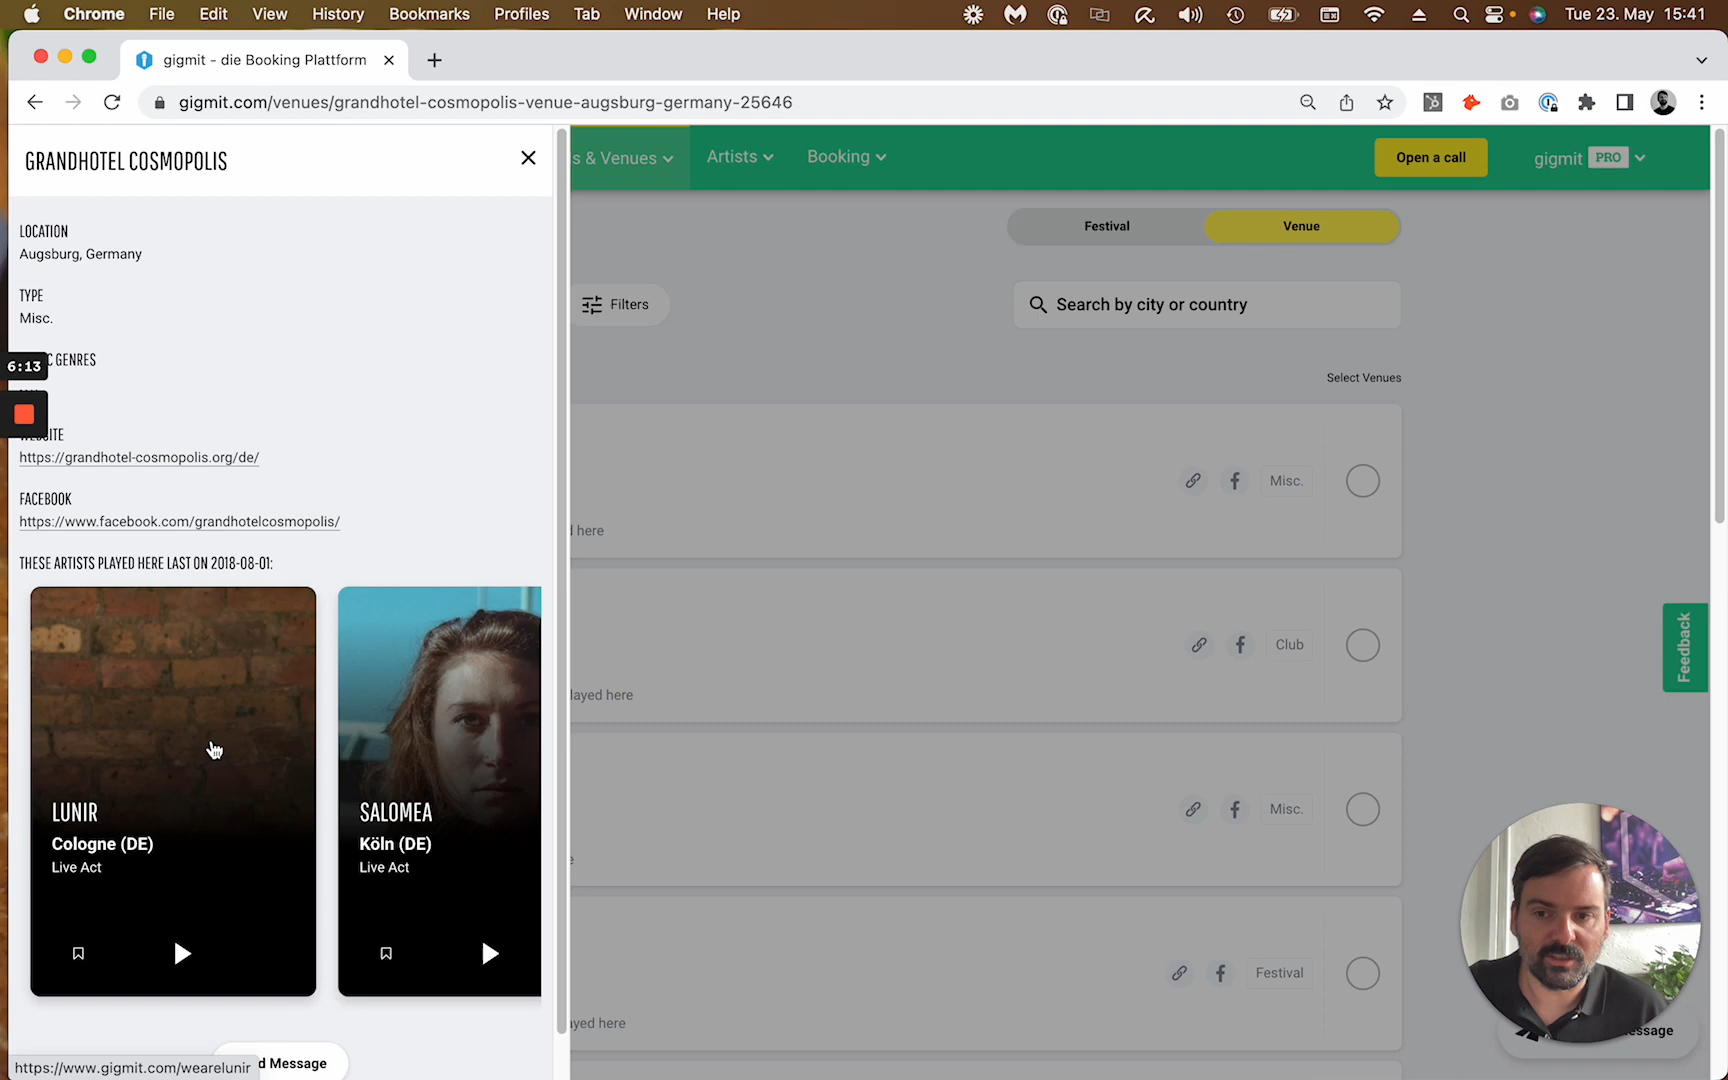 Chrome File Edit View History Bookmarks Profiles Tab Window Help Tue 23. May 15:41
gigmit - die Booking Plattform
gigmit.com/venues/grandhotel-cosmopolis-venue-augsburg-germany-25646
GRANDHOTEL COSMOPOLIS
s & Venues Artists Booking Open a call gigmit PRO
Festival Venue
LOCATION
Augsburg, Germany
TYPE
Misc.
Filters
Search by city or country
6:13
C GENRES
Select Venues
SITE
https://grandhotel-cosmopolis.org/de/
FACEBOOK
https://www.facebook.com/grandhotelcosmopolis/
THESE ARTISTS PLAYED HERE LAST ON 2018-08-01:
LUNIR
Cologne (DE)
Live Act
SALOMEA
Köln (DE)
Live Act
Misc.
here
Club
layed here
Misc.
e
Festival
yed here
Feedback
d Message
essage
https://www.gigmit.com/wearelunir